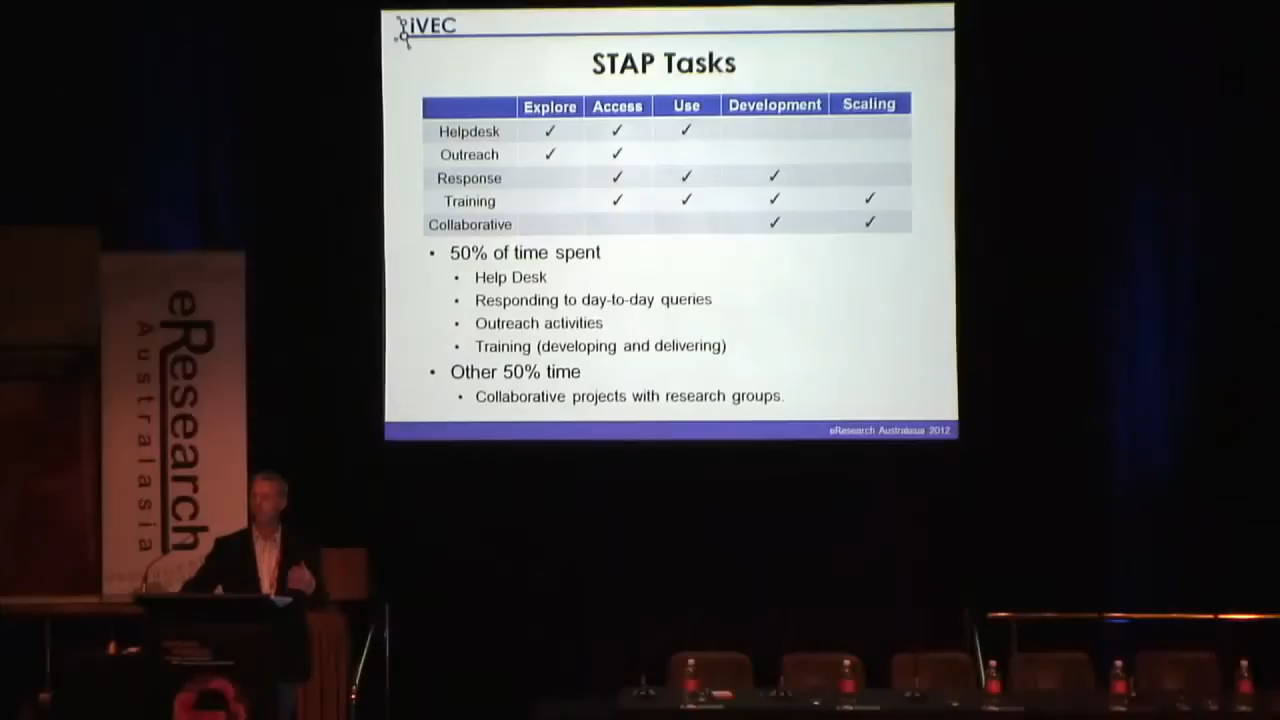 iVEC
STAP Tasks
Explore Access Use Development Scaling
Helpdesk ✓ ✓ ✓
Outreach ✓ ✓
Response ✓ ✓ ✓
Training ✓ ✓ ✓ ✓
Collaborative ✓ ✓
• 50% of time spent
• Help Desk
• Responding to day-to-day queries
• Outreach activities
• Training (developing and delivering)
• Other 50% time
• Collaborative projects with research groups.
eResearch Australasia 2012
eResearch
Australasia